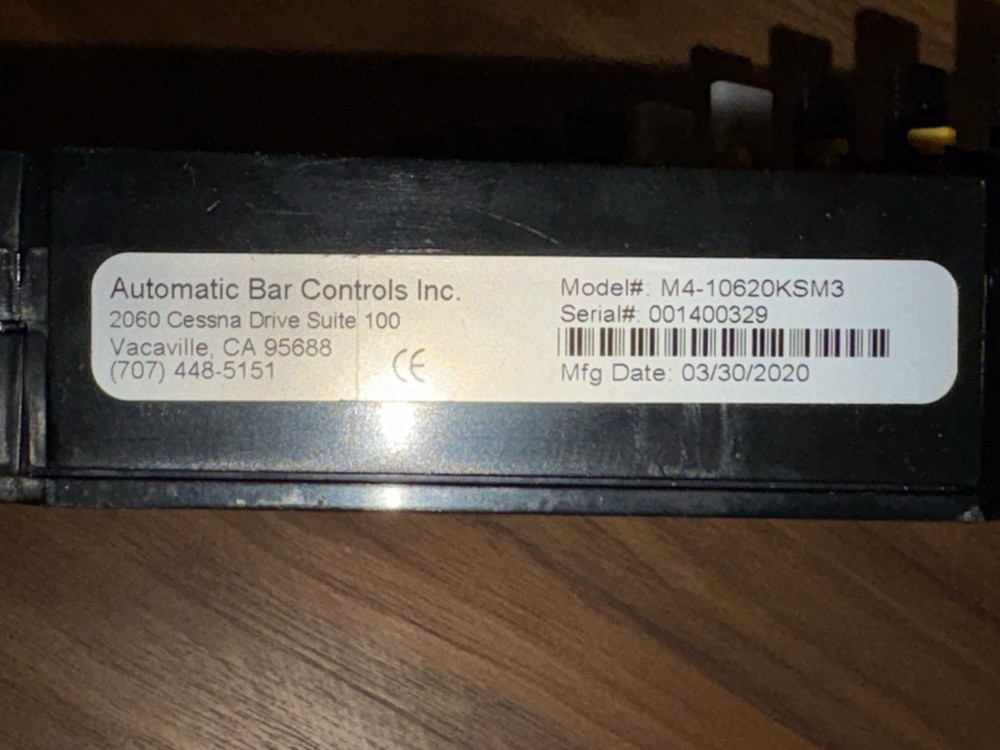 Automatic Bar Controls Inc.
2060 Cessna Drive Suite 100
Vacaville, CA 95688
(707) 448-5151
CE
Model#: M4-10620KSM3
Serial#: 001400329
Mfg Date: 03/30/2020